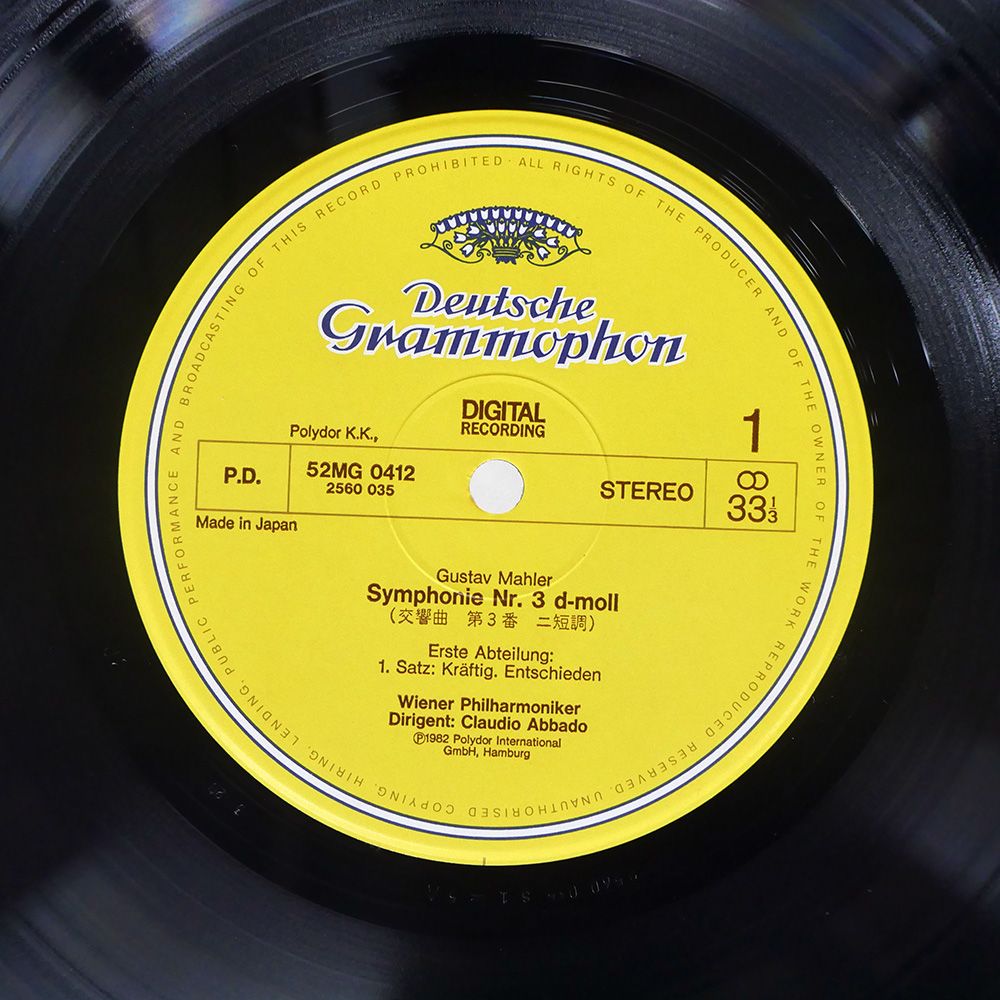 THIS RECORD PROHIBITED · ALL RIGHTS OF THE PRODUCER AND OF THE OWNER OF THE WORK REPRODUCED RESERVED. UNAUTHORISED COPYING, HIRING, LENDING, PUBLIC PERFORMANCE AND BROADCASTING OF
Deutsche
Grammophon
DIGITAL
RECORDING
1
Polydor K.K.,
P.D.
52MG 0412
2560 035
STEREO
33⅓
Made in Japan
Gustav Mahler
Symphonie Nr. 3 d-moll
(交響曲 第3番 ニ短調)
Erste Abteilung:
1. Satz: Kräftig. Entschieden
Wiener Philharmoniker
Dirigent: Claudio Abbado
Ⓟ1982 Polydor International
GmbH, Hamburg